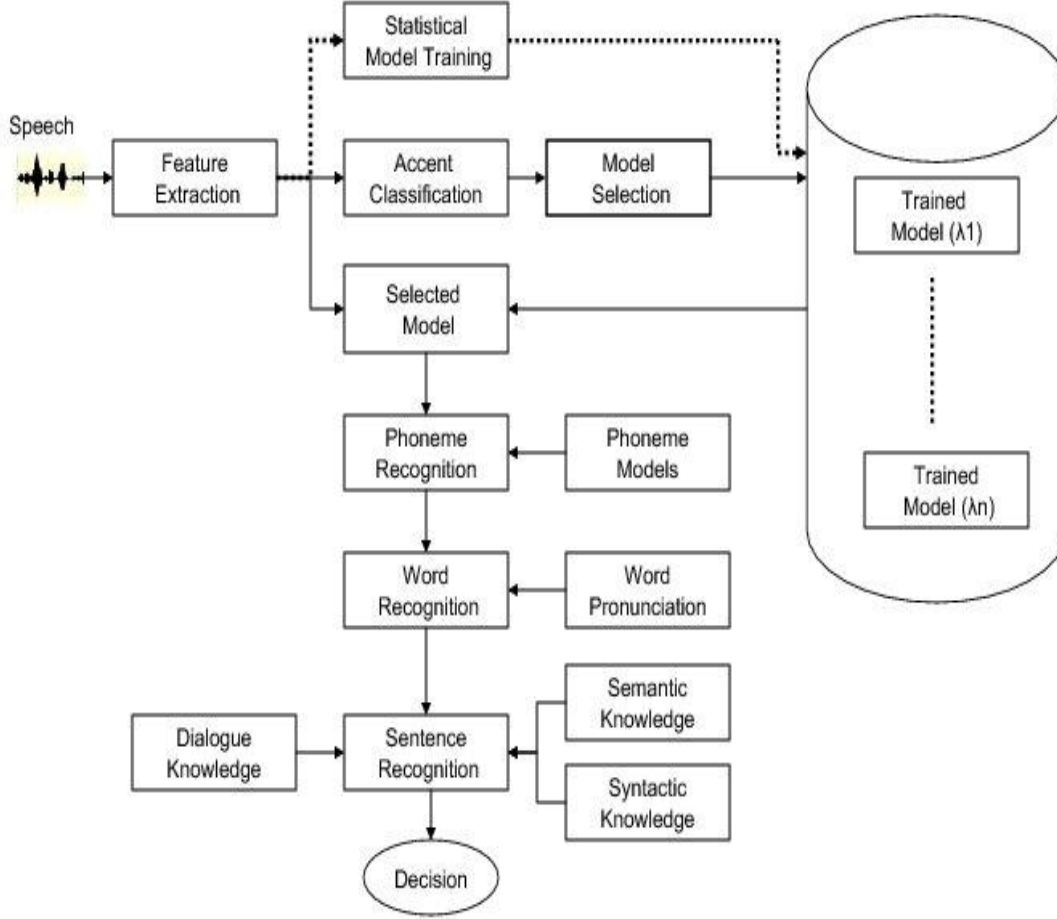 Statistical
Model Training
Speech
Feature
Extraction
Accent
Classification
Model
Selection
Trained
Model (λ1)
Selected
Model
Phoneme
Recognition
Phoneme
Models
Trained
Model (λn)
Word
Recognition
Word
Pronunciation
Semantic
Knowledge
Dialogue
Knowledge
Sentence
Recognition
Syntactic
Knowledge
Decision